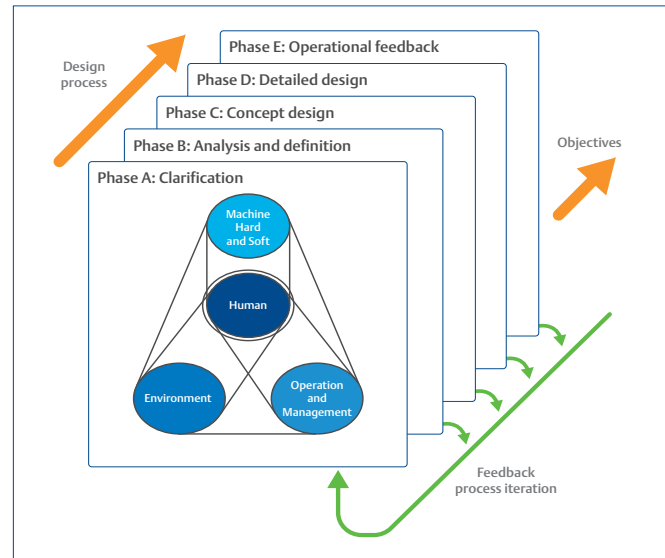 Design
process
Phase E: Operational feedback
Phase D: Detailed design
Phase C: Concept design
Phase B: Analysis and definition
Phase A: Clarification
Objectives
Machine
Hard
and Soft
Human
Environment
Operation
and
Management
Feedback
process iteration